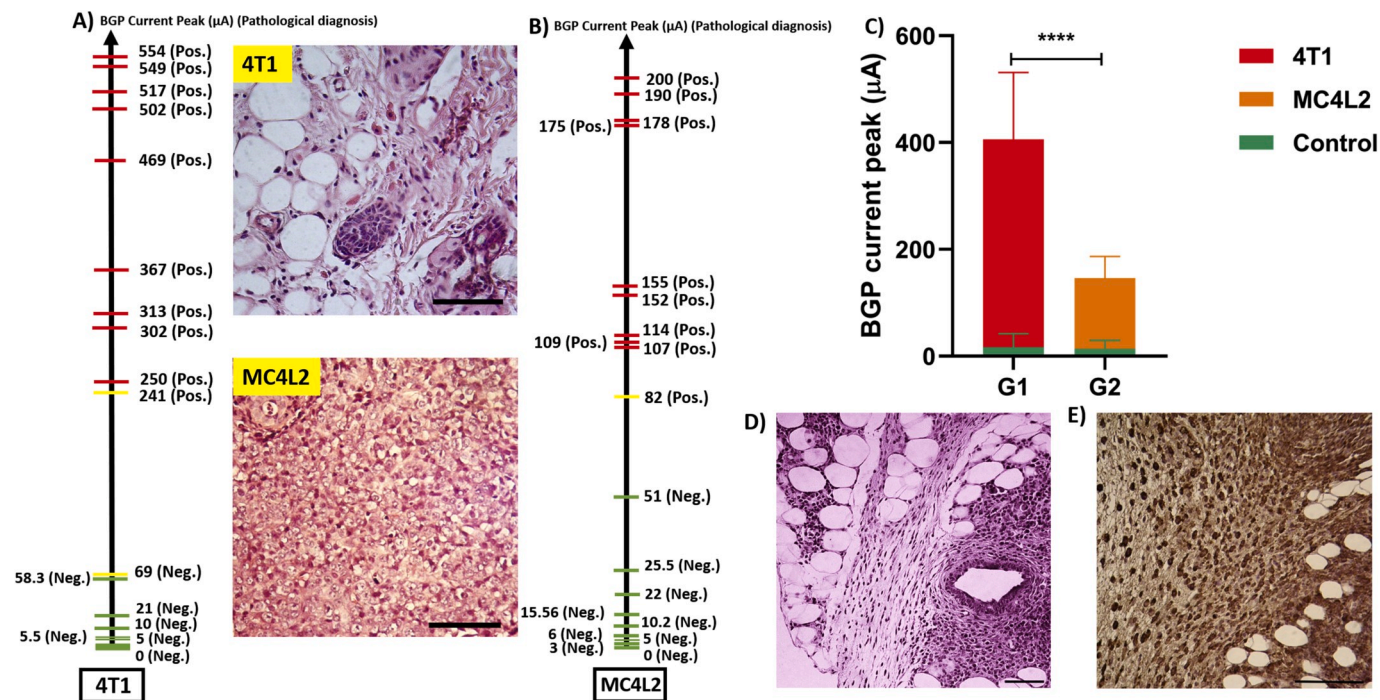 A) BGP Current Peak (µA) (Pathological diagnosis)
554 (Pos.)
549 (Pos.)
517 (Pos.)
502 (Pos.)
469 (Pos.)
367 (Pos.)
313 (Pos.)
302 (Pos.)
250 (Pos.)
241 (Pos.)
69 (Neg.)
58.3 (Neg.)
21 (Neg.)
10 (Neg.)
5.5 (Neg.)
5 (Neg.)
0 (Neg.)
4T1
4T1
MC4L2
B) BGP Current Peak (µA) (Pathological diagnosis)
200 (Pos.)
190 (Pos.)
178 (Pos.)
175 (Pos.)
155 (Pos.)
152 (Pos.)
114 (Pos.)
109 (Pos.)
107 (Pos.)
82 (Pos.)
51 (Neg.)
25.5 (Neg.)
22 (Neg.)
15.56 (Neg.)
10.2 (Neg.)
6 (Neg.)
5 (Neg.)
3 (Neg.)
0 (Neg.)
MC4L2
C)
BGP current peak (µA)
600
400
200
0
****
G1
G2
4T1
MC4L2
Control
D)
E)